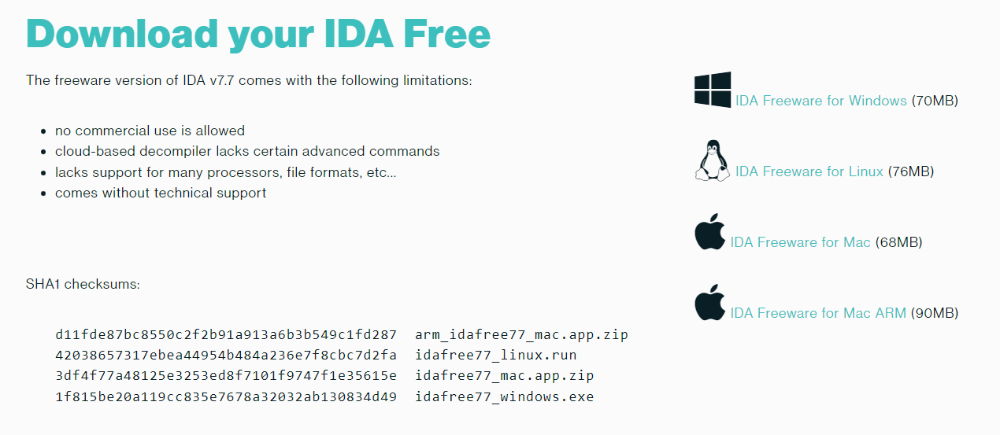 Download your IDA Free
The freeware version of IDA v7.7 comes with the following limitations:
no commercial use is allowed
cloud-based decompiler lacks certain advanced commands
lacks support for many processors, file formats, etc...
comes without technical support
IDA Freeware for Windows (70MB)
IDA Freeware for Linux (76MB)
IDA Freeware for Mac (68MB)
IDA Freeware for Mac ARM (90MB)
SHA1 checksums:
d11fde87bc8550c2f2b91a913a6b3b549c1fd287 arm_idafree77_mac.app.zip
42038657317ebea44954b484a236e7f8cbc7d2fa idafree77_linux.run
3df4f77a48125e3253ed8f7101f9747f1e35615e idafree77_mac.app.zip
1f815be20a119cc835e7678a32032ab130834d49 idafree77_windows.exe